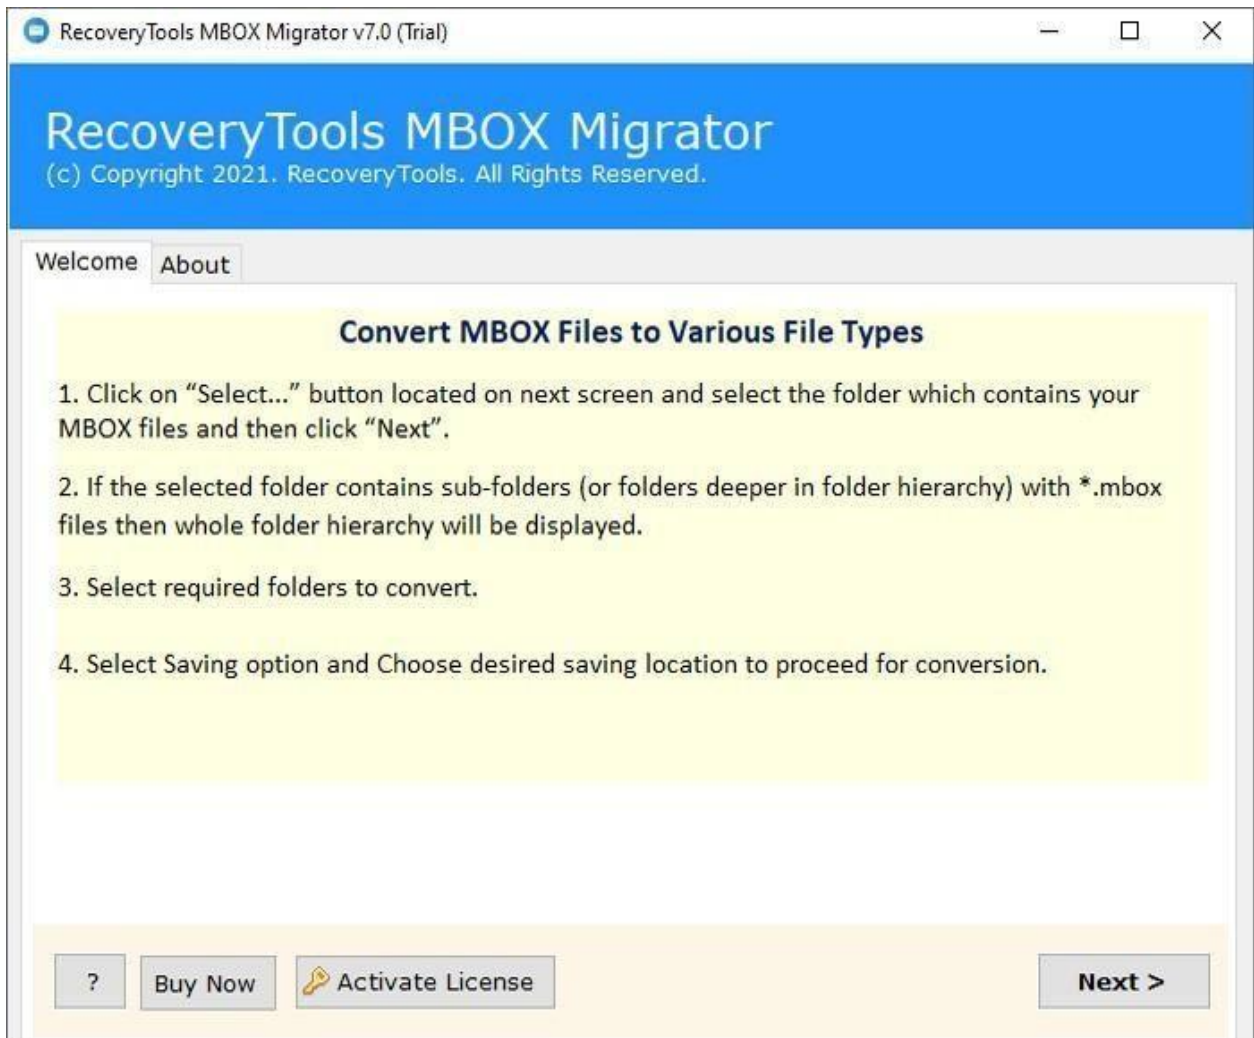 RecoveryTools MBOX Migrator v7.0 (Trial)
RecoveryTools MBOX Migrator
(c) Copyright 2021. RecoveryTools. All Rights Reserved.
Welcome About
Convert MBOX Files to Various File Types
1. Click on “Select...” button located on next screen and select the folder which contains your
MBOX files and then click “Next”.
2. If the selected folder contains sub-folders (or folders deeper in folder hierarchy) with *.mbox
files then whole folder hierarchy will be displayed.
3. Select required folders to convert.
4. Select Saving option and Choose desired saving location to proceed for conversion.
? Buy Now Activate License Next >